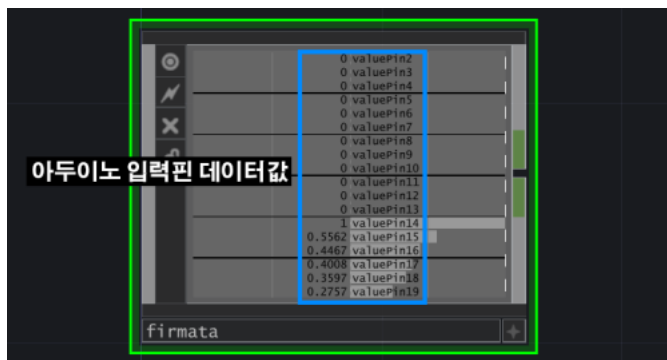 0 valuePin2
0 valuePin3
0 valuePin4
0 valuePin5
0 valuePin6
0 valuePin7
0 valuePin8
0 valuePin9
아두이노 입력핀 데이터값
0 valuePin10
0 valuePin11
0 valuePin12
0 valuePin13
1 valuePin14
0.5562 valuePin15
0.4467 valuePin16
0.4008 valuePin17
0.3597 valuePin18
0.2757 valuePin19
firmata